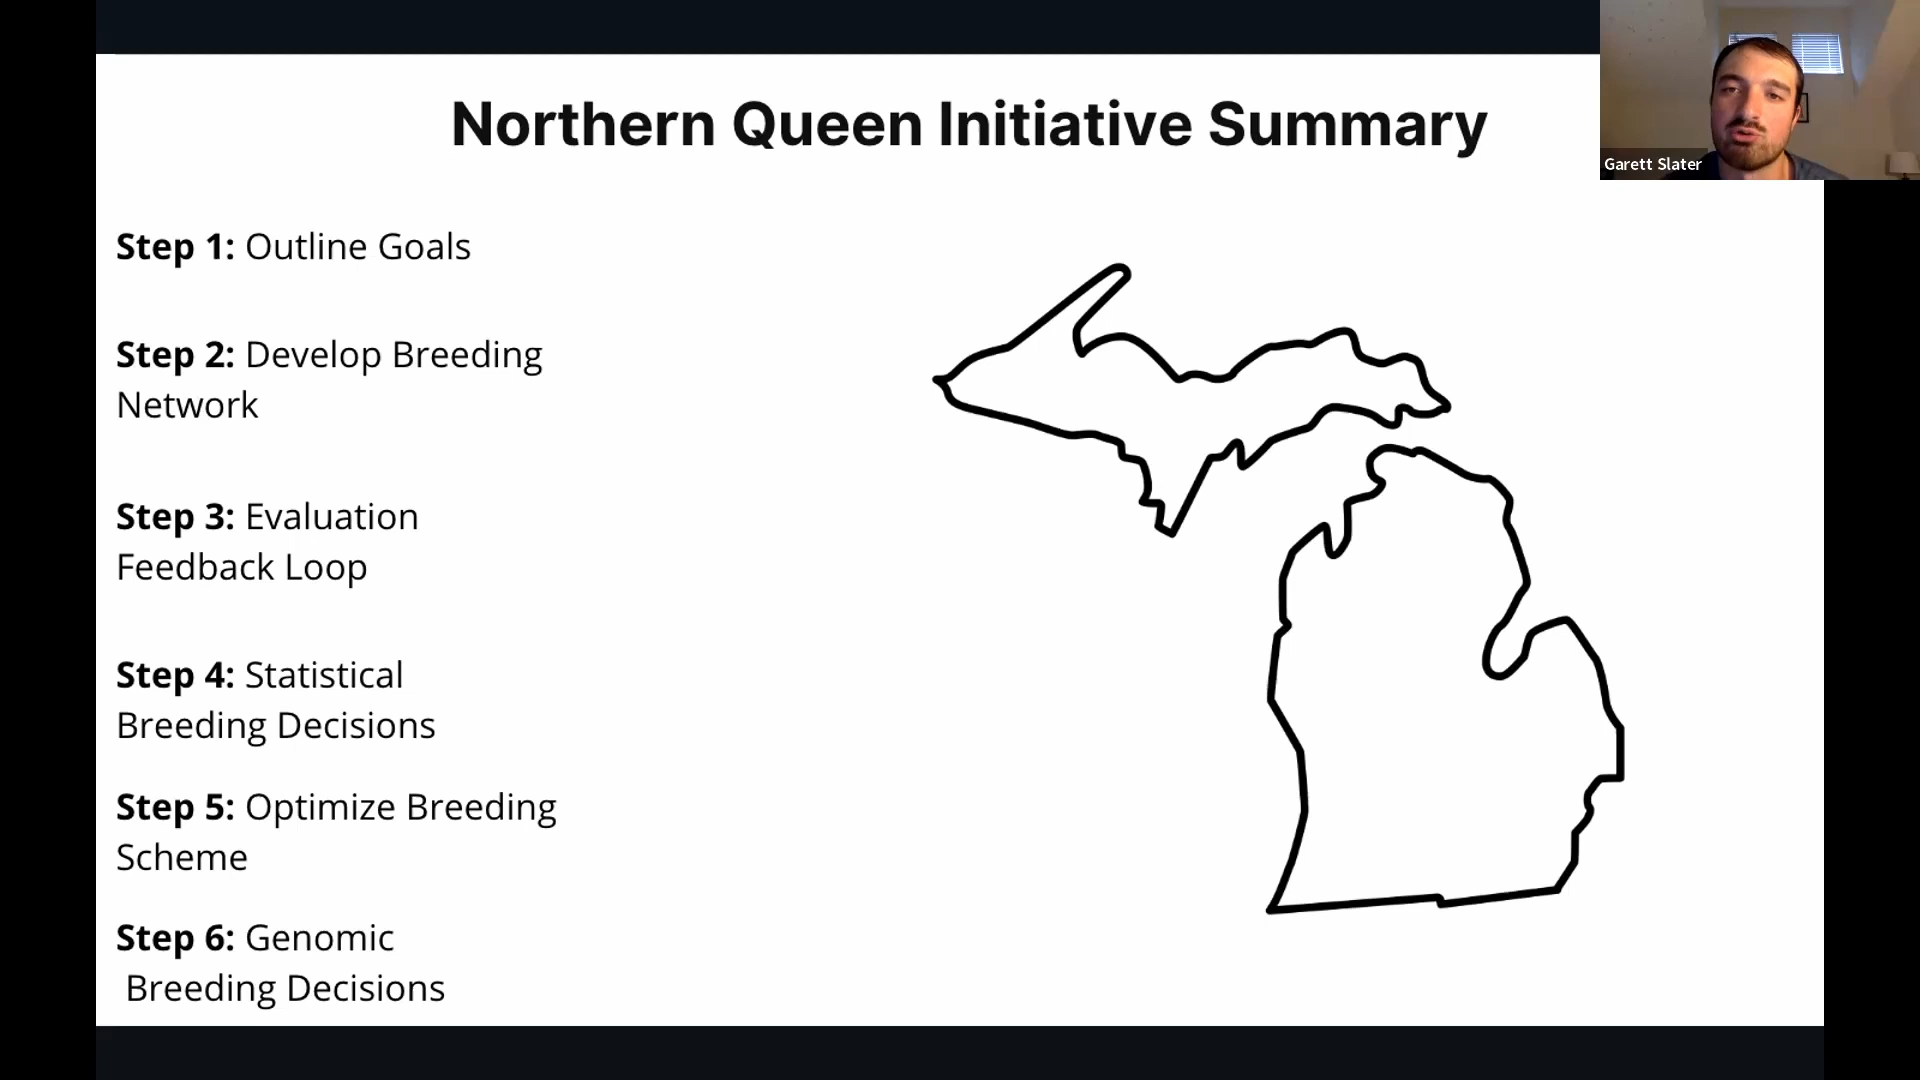 Northern Queen Initiative Summary
Garett Slater
Step 1: Outline Goals
Step 2: Develop Breeding
Network
Step 3: Evaluation
Feedback Loop
Step 4: Statistical
Breeding Decisions
Step 5: Optimize Breeding
Scheme
Step 6: Genomic
Breeding Decisions